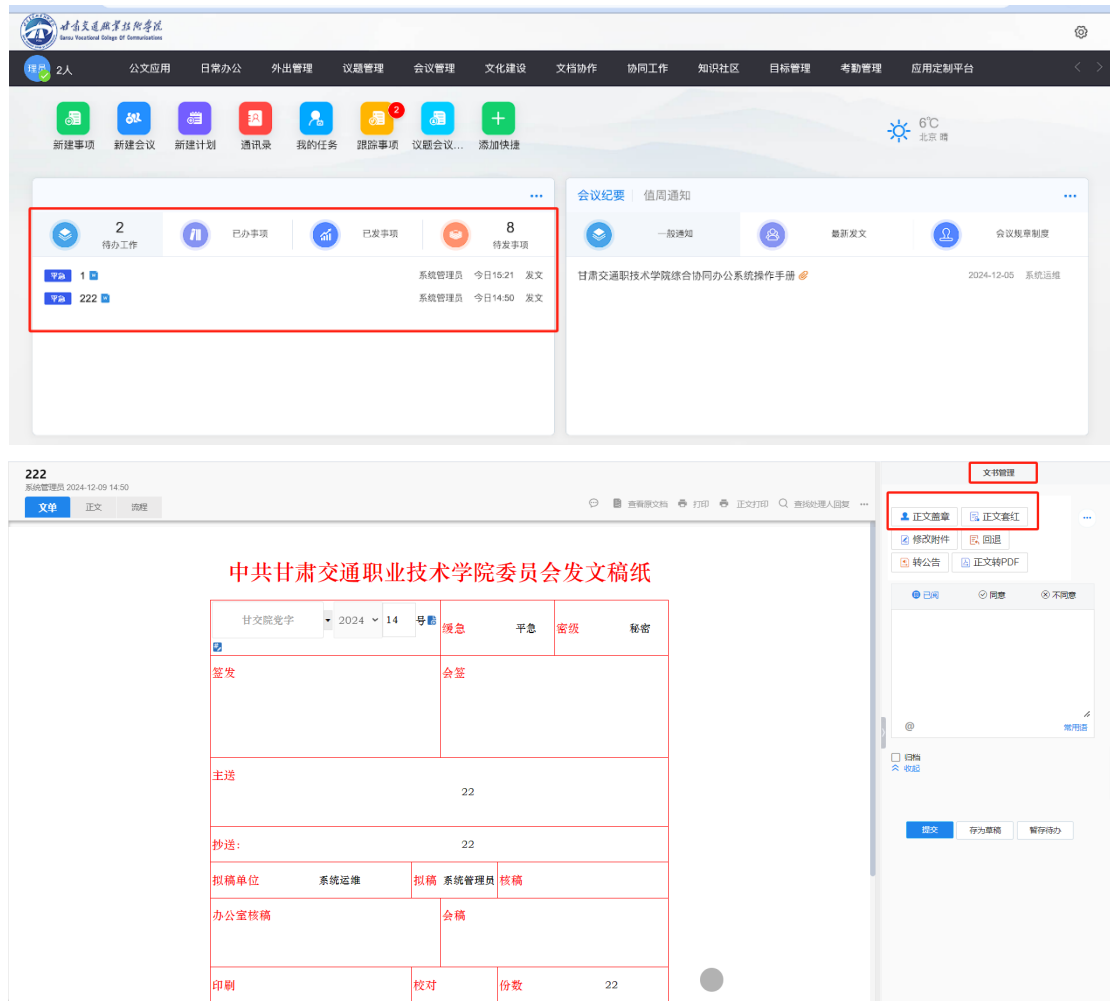 甘肃交通职业技术学院
Gansu Vocational College Of Communications
理员 2人 公文应用 日常办公 外出管理 议题管理 会议管理 文化建设 文档协作 协同工作 知识社区 目标管理 考勤管理 应用定制平台
2
新建事项 新建会议 新建计划 通讯录 我的任务 跟踪事项 议题会议... 添加快捷
6℃
北京 晴
会议纪要 值周通知
2 待办工作 已办事项 已发事项 8 待发事项
一般通知 最新发文 会议规章制度
平急 1 系统管理员 今日15:21 发文
平急 222 系统管理员 今日14:50 发文
甘肃交通职技术学院综合协同办公系统操作手册 2024-12-05 系统运维
222
系统管理员 2024-12-09 14:50
文单 正文 流程
查看原文档 打印 正文打印 查找处理人回复
文书管理
正文盖章 正文套红
修改附件 回退
转公告 正文转PDF
已阅 同意 不同意
@ 常用语
归档
收起
提交 存为草稿 暂存待办
中共甘肃交通职业技术学院委员会发文稿纸
甘交院党字 2024 14 号 缓急 平急 密级 秘密
签发 会签
主送 22
抄送: 22
拟稿单位 系统运维 拟稿 系统管理员 核稿
办公室核稿 会稿
印刷 校对 份数 22